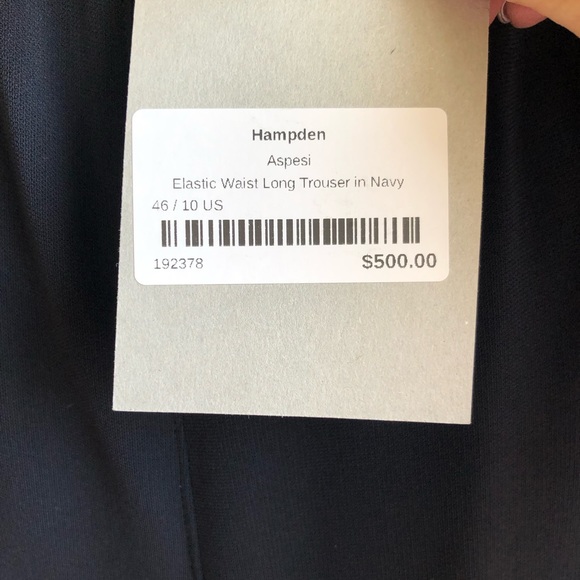 Hampden
Aspesi
Elastic Waist Long Trouser in Navy
46 / 10 US
192378 $500.00